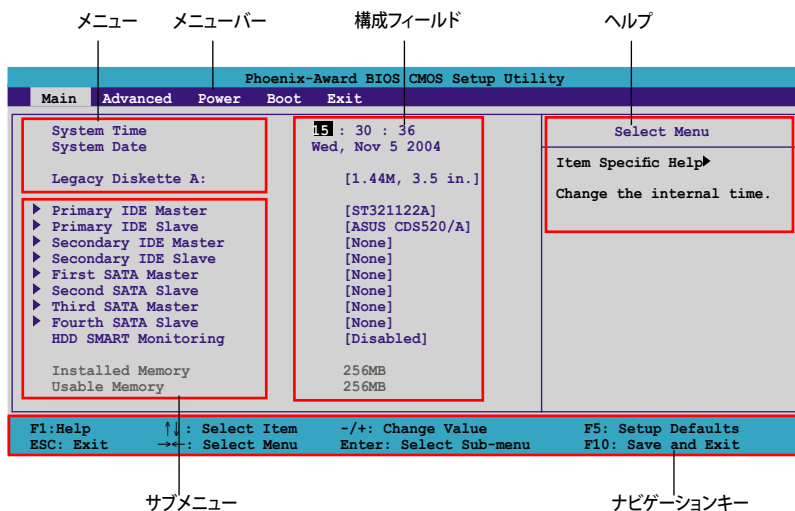 メニュー メニューバー 構成フィールド ヘルプ
Phoenix-Award BIOS CMOS Setup Utility
Main Advanced Power Boot Exit
System Time 15 : 30 : 36
System Date Wed, Nov 5 2004
Legacy Diskette A: [1.44M, 3.5 in.]
Primary IDE Master [ST321122A]
Primary IDE Slave [ASUS CDS520/A]
Secondary IDE Master [None]
Secondary IDE Slave [None]
First SATA Master [None]
Second SATA Slave [None]
Third SATA Master [None]
Fourth SATA Slave [None]
HDD SMART Monitoring [Disabled]
Installed Memory 256MB
Usable Memory 256MB
Select Menu
Item Specific Help
Change the internal time.
F1:Help ↑↓ : Select Item -/+: Change Value F5: Setup Defaults
ESC: Exit →←: Select Menu Enter: Select Sub-menu F10: Save and Exit
サブメニュー ナビゲーションキー